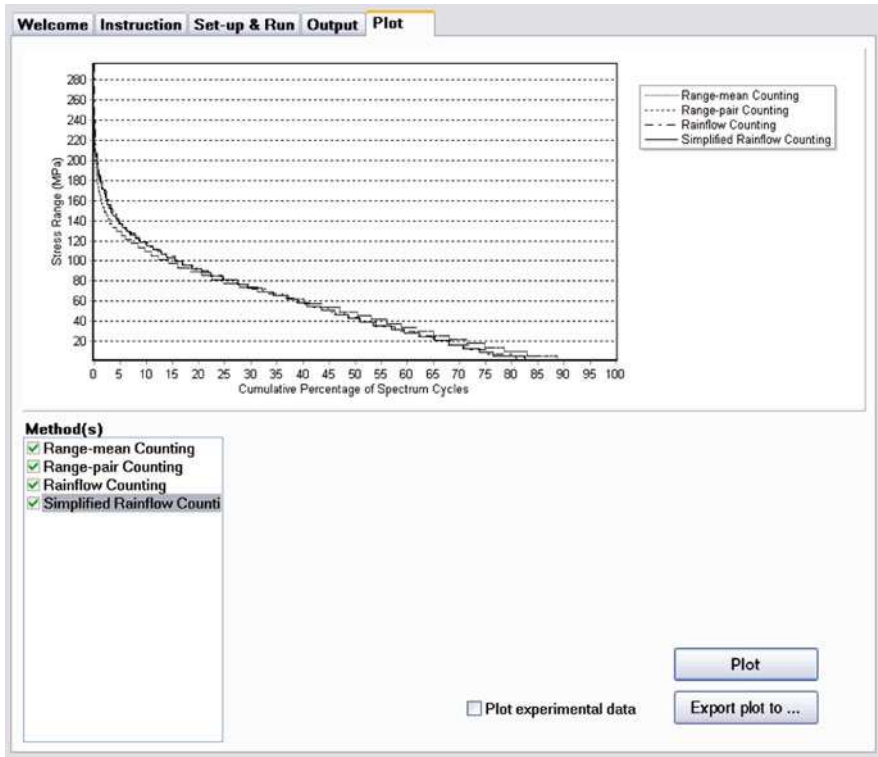 Welcome Instruction Set-up & Run Output Plot
280
260
240
220
200
180
160
140
120
100
80
60
40
20
Stress Range (MPa)
0 5 10 15 20 25 30 35 40 45 50 55 60 65 70 75 80 85 90 95 100
Cumulative Percentage of Spectrum Cycles
Range-mean Counting
Range-pair Counting
Rainflow Counting
Simplified Rainflow Counting
Method(s)
Range-mean Counting
Range-pair Counting
Rainflow Counting
Simplified Rainflow Counti
Plot
Plot experimental data
Export plot to ...